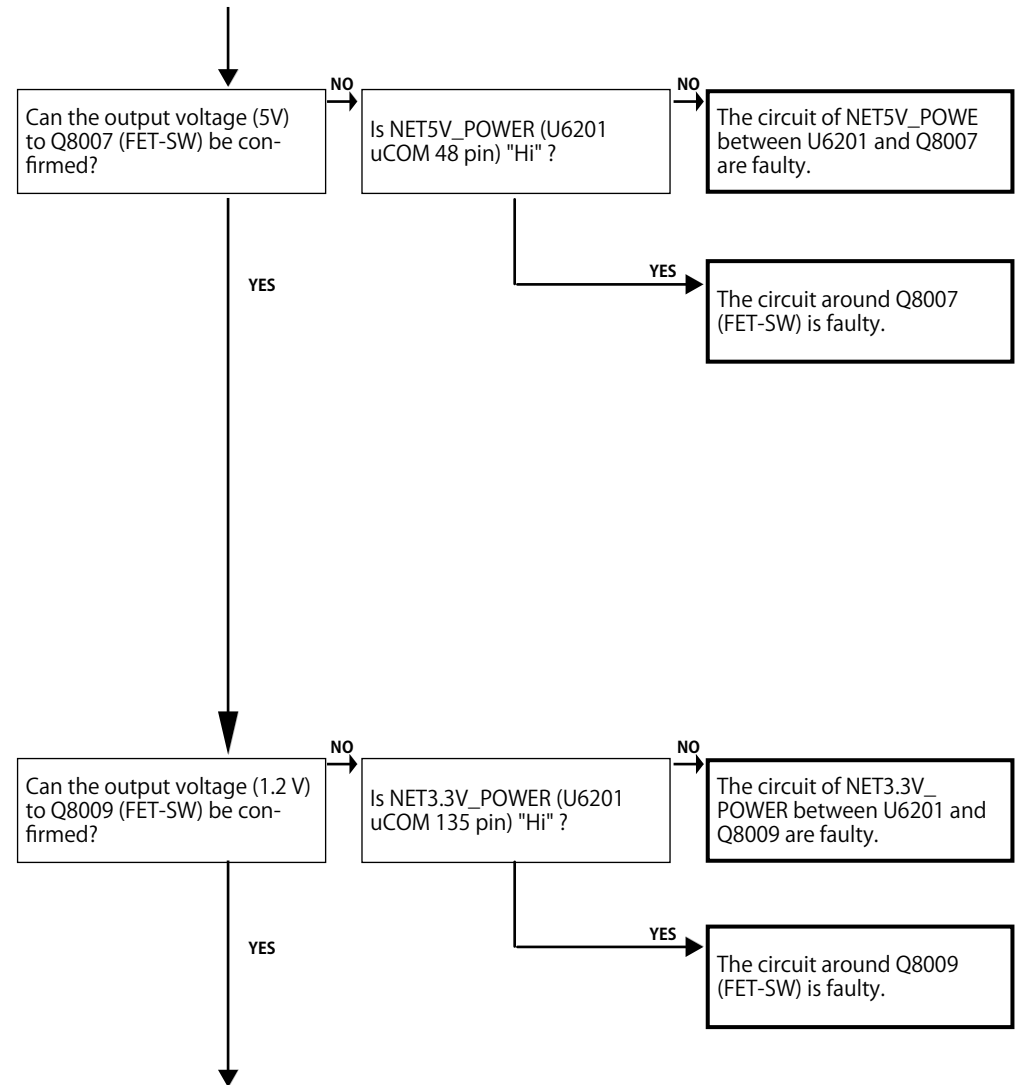 NO
NO
Can the output voltage (5V)
to Q8007 (FET-SW) be con-
firmed?
Is NET5V_POWER (U6201
uCOM 48 pin) "Hi" ?
The circuit of NET5V_POWE
between U6201 and Q8007
are faulty.
YES
YES
The circuit around Q8007
(FET-SW) is faulty.
NO
NO
Can the output voltage (1.2 V)
to Q8009 (FET-SW) be con-
firmed?
Is NET3.3V_POWER (U6201
uCOM 135 pin) "Hi" ?
The circuit of NET3.3V_
POWER between U6201 and
Q8009 are faulty.
YES
YES
The circuit around Q8009
(FET-SW) is faulty.